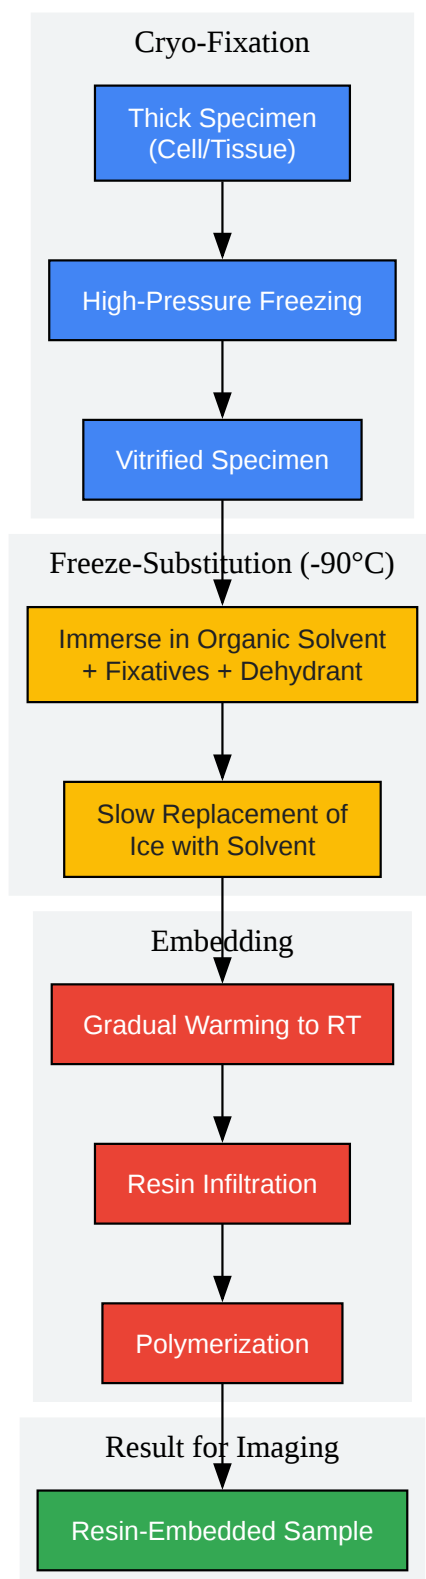 Cryo-Fixation
Thick Specimen
(Cell/Tissue)
High-Pressure Freezing
Vitrified Specimen
Freeze-Substitution (-90°C)
Immerse in Organic Solvent
+ Fixatives + Dehydrant
Slow Replacement of
Ice with Solvent
Embedding
Gradual Warming to RT
Resin Infiltration
Polymerization
Result for Imaging
Resin-Embedded Sample